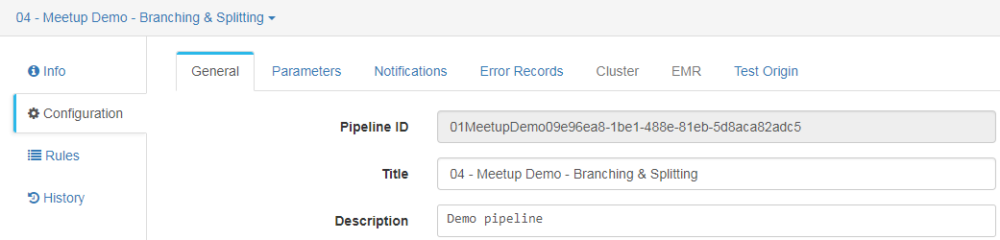 04 - Meetup Demo - Branching & Splitting
Info
Configuration
Rules
History
General Parameters Notifications Error Records Cluster EMR Test Origin
Pipeline ID 01MeetupDemo09e96ea8-1be1-488e-81eb-5d8aca82adc5
Title 04 - Meetup Demo - Branching & Splitting
Description Demo pipeline